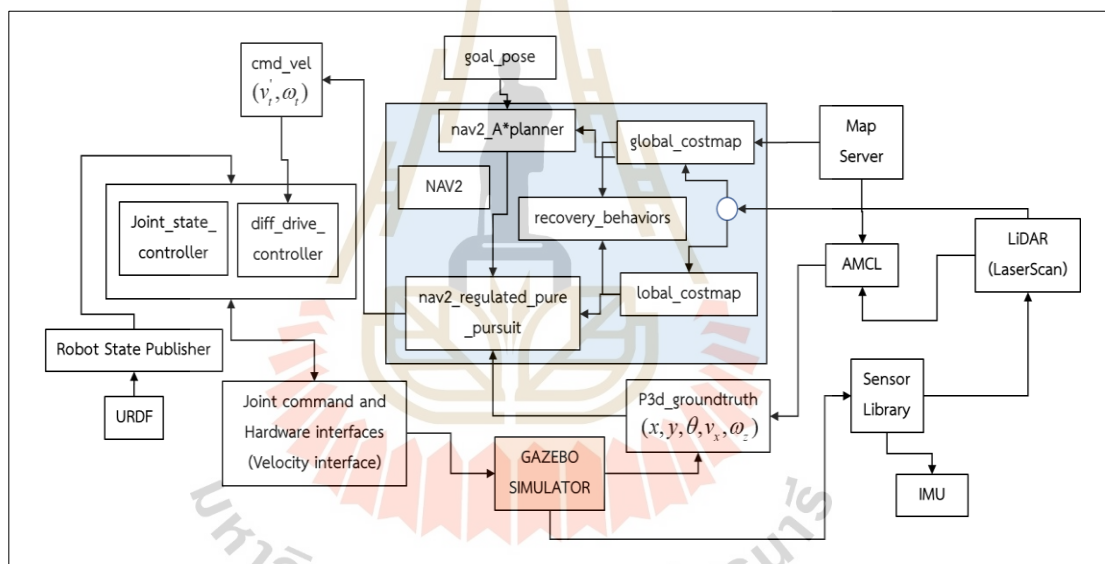 goal_pose
cmd_vel
(v'_t, ω_t)
nav2_A*planner
global_costmap
Map
Server
NAV2
recovery_behaviors
Joint_state_
controller
diff_drive_
controller
LiDAR
(LaserScan)
AMCL
lobal_costmap
nav2_regulated_pure
_pursuit
Robot State Publisher
URDF
Joint command and
Hardware interfaces
(Velocity interface)
P3d_groundtruth
(x, y, θ, v_x, ω_z)
Sensor
Library
GAZEBO
SIMULATOR
IMU